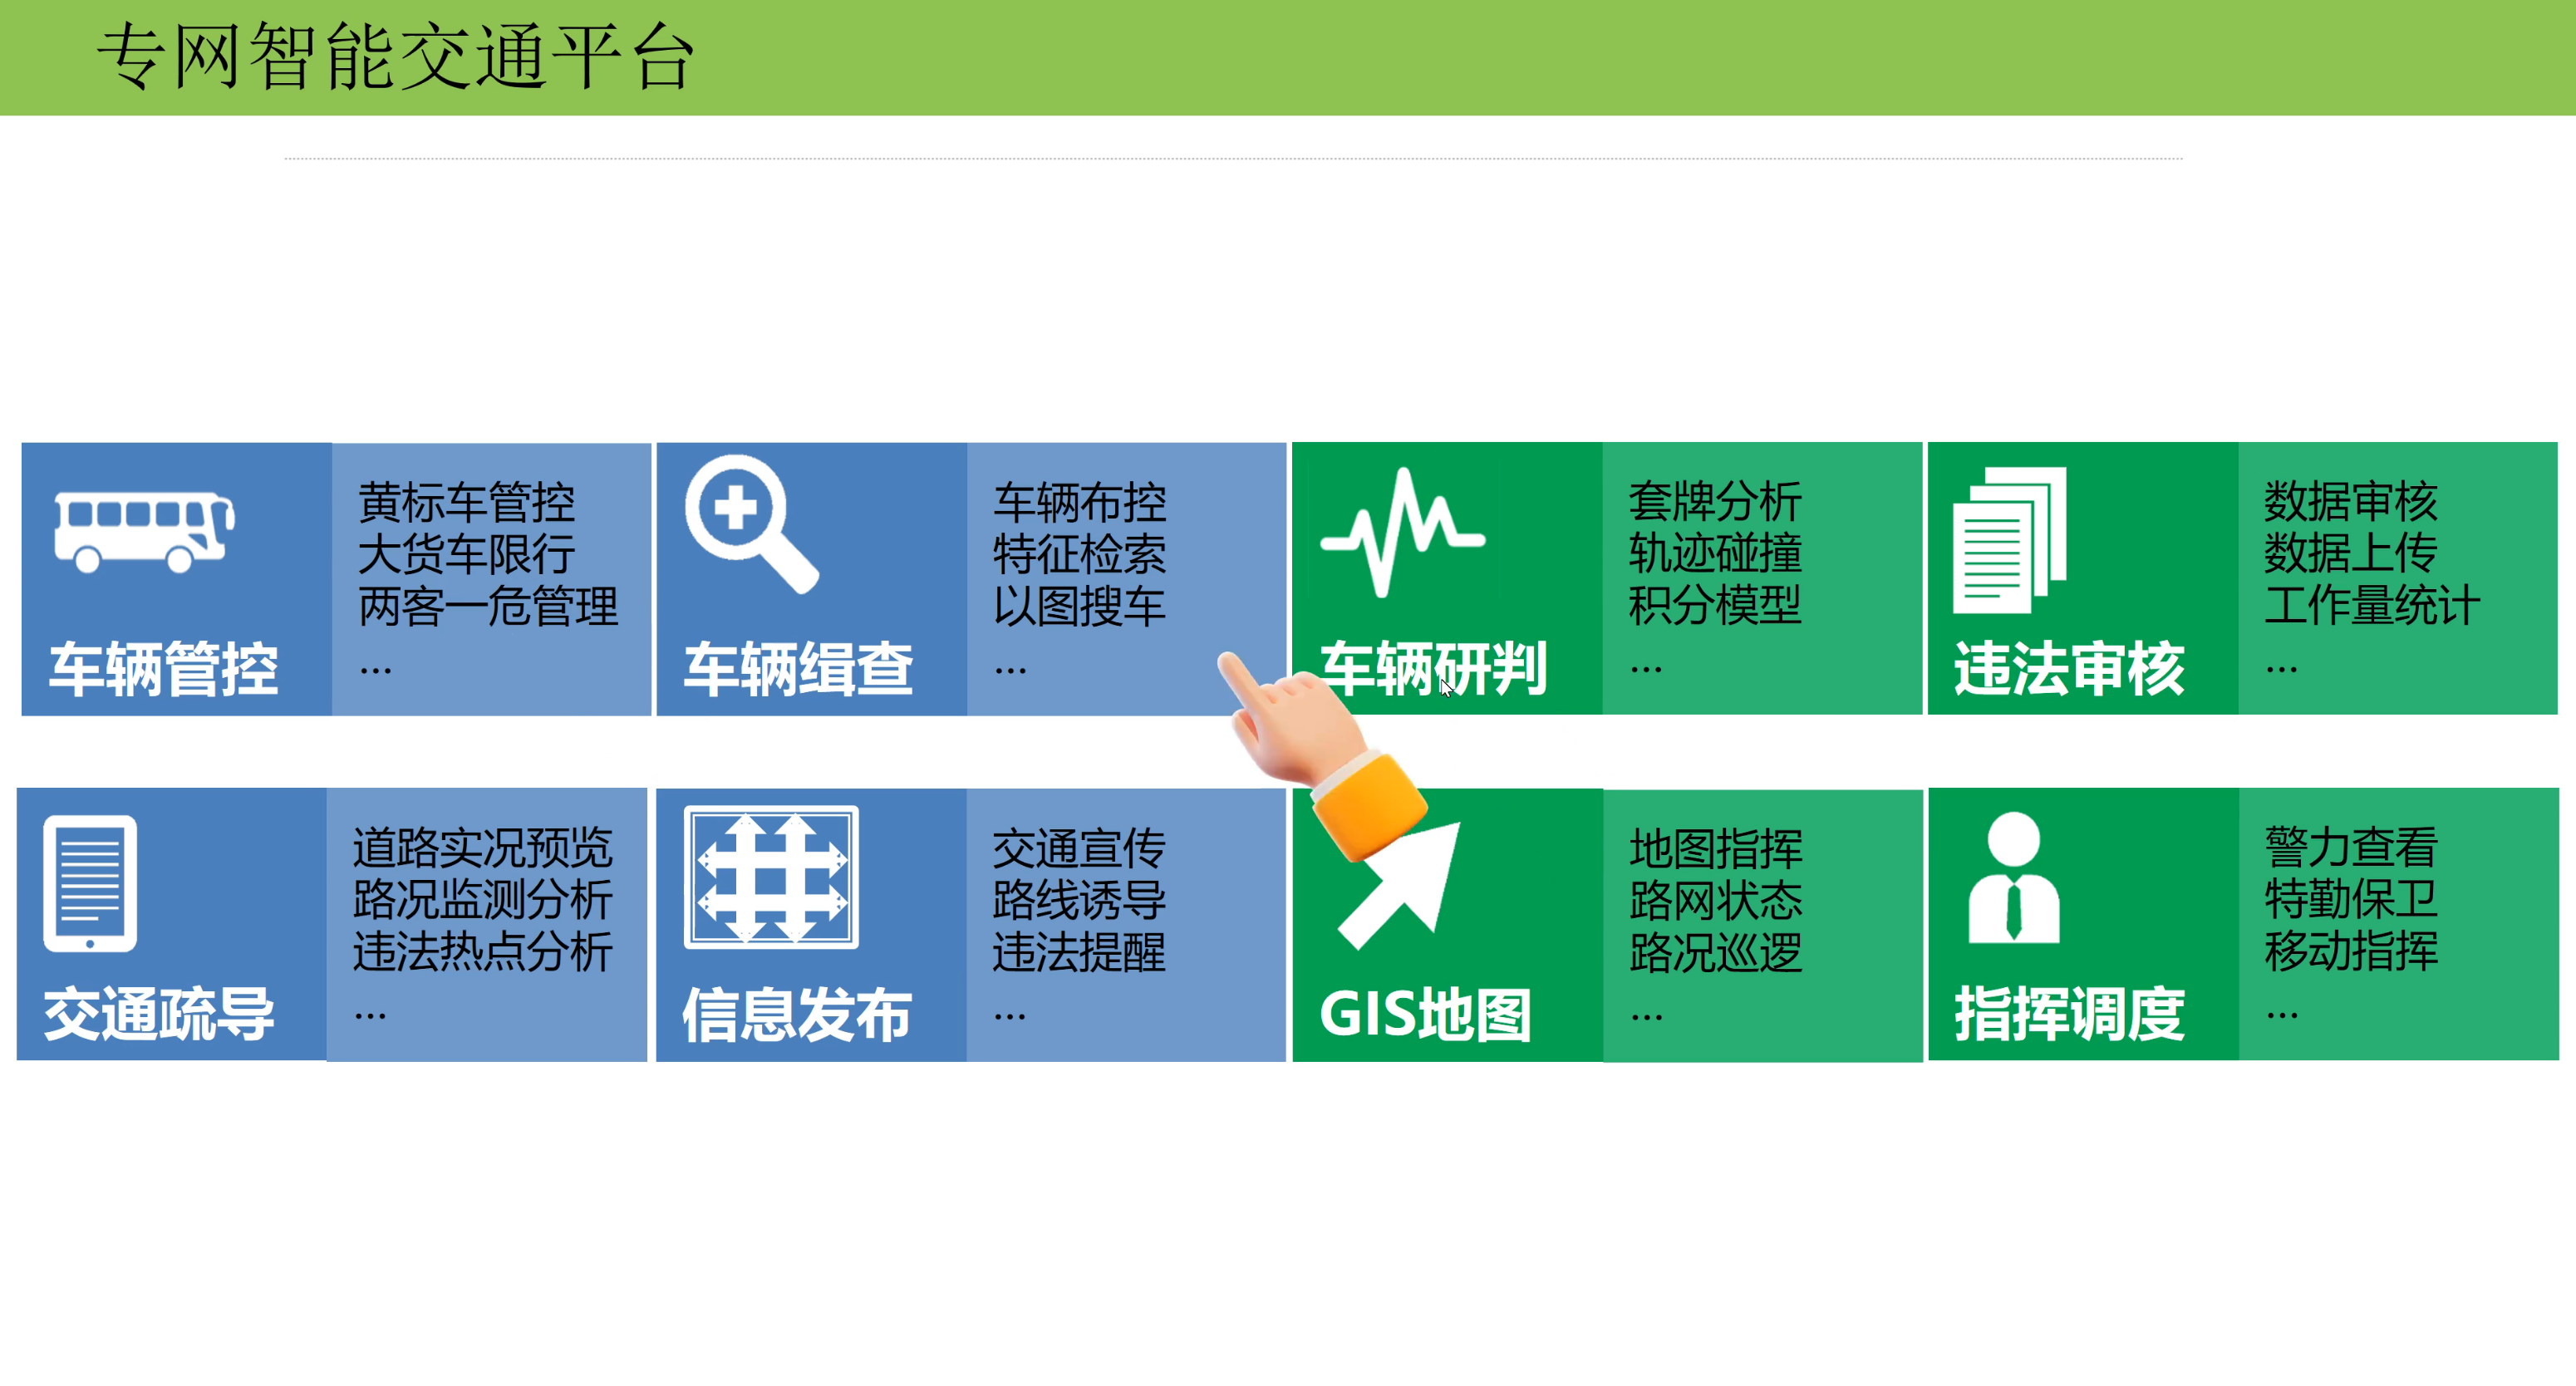 专网智能交通平台
车辆管控
黄标车管控
大货车限行
两客一危管理
...
车辆缉查
车辆布控
特征检索
以图搜车
...
车辆研判
套牌分析
轨迹碰撞
积分模型
...
违法审核
数据审核
数据上传
工作量统计
...
交通疏导
道路实况预览
路况监测分析
违法热点分析
...
信息发布
交通宣传
路线诱导
违法提醒
...
GIS地图
地图指挥
路网状态
路况巡逻
...
指挥调度
警力查看
特勤保卫
移动指挥
...